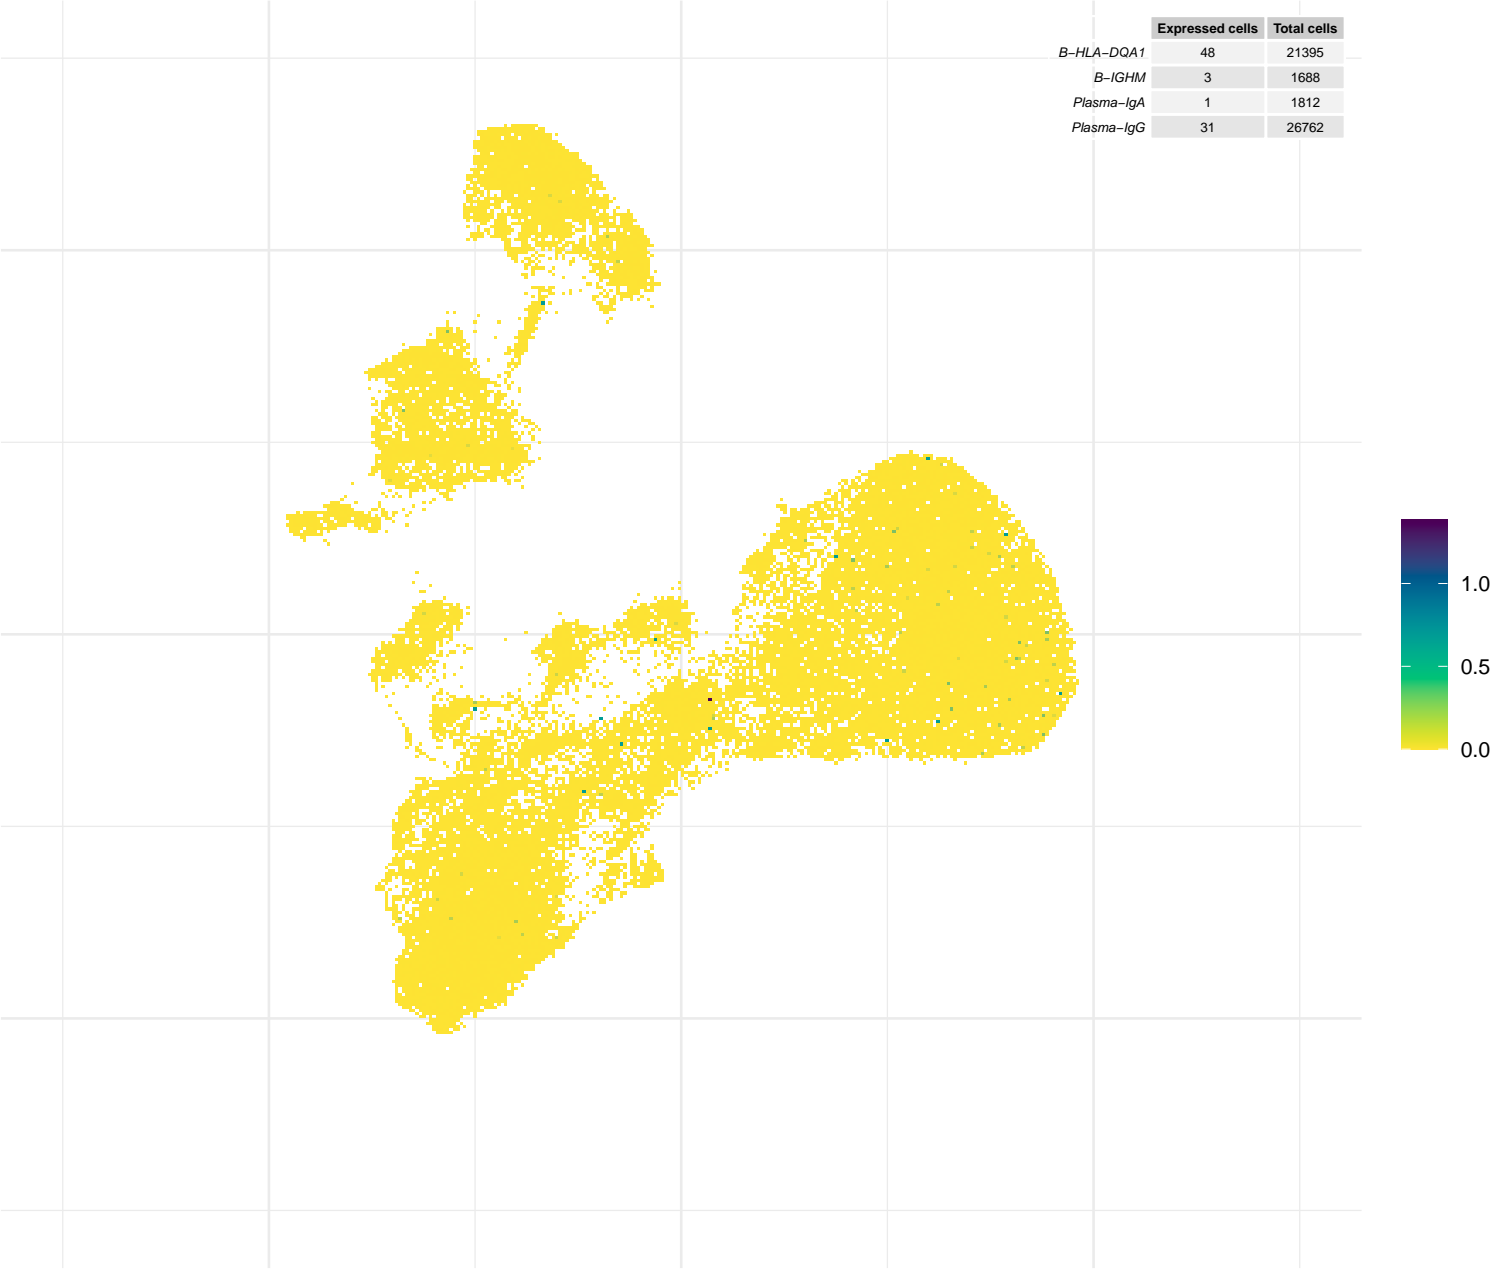 Expressed cells Total cells
B−HLA−DQA1 48 21395
B−IGHM 3 1688
Plasma−IgA 1 1812
Plasma−IgG 31 26762
1.0
0.5
0.0